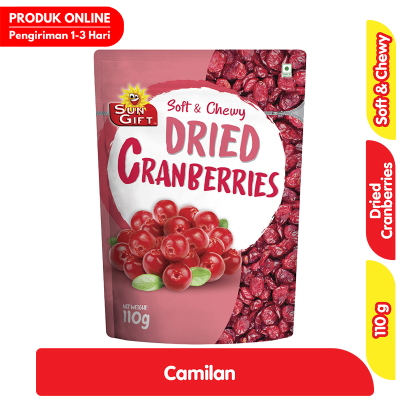 PRODUK ONLINE
Pengiriman 1-3 Hari
SUN
GIFT
Soft & Chewy
DRIED
CRANBERRIES
NET WEIGHT
110g
Soft & Chewy
Dried
Cranberries
110 g
Camilan